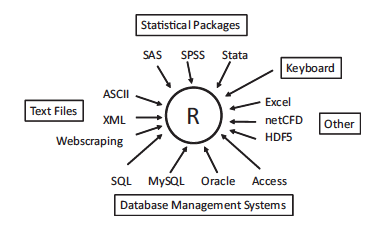 Statistical Packages
SAS SPSS Stata
Keyboard
ASCII
Excel
Text Files
XML
R
netCFD
Other
Webscraping
HDF5
SQL MySQL Oracle Access
Database Management Systems